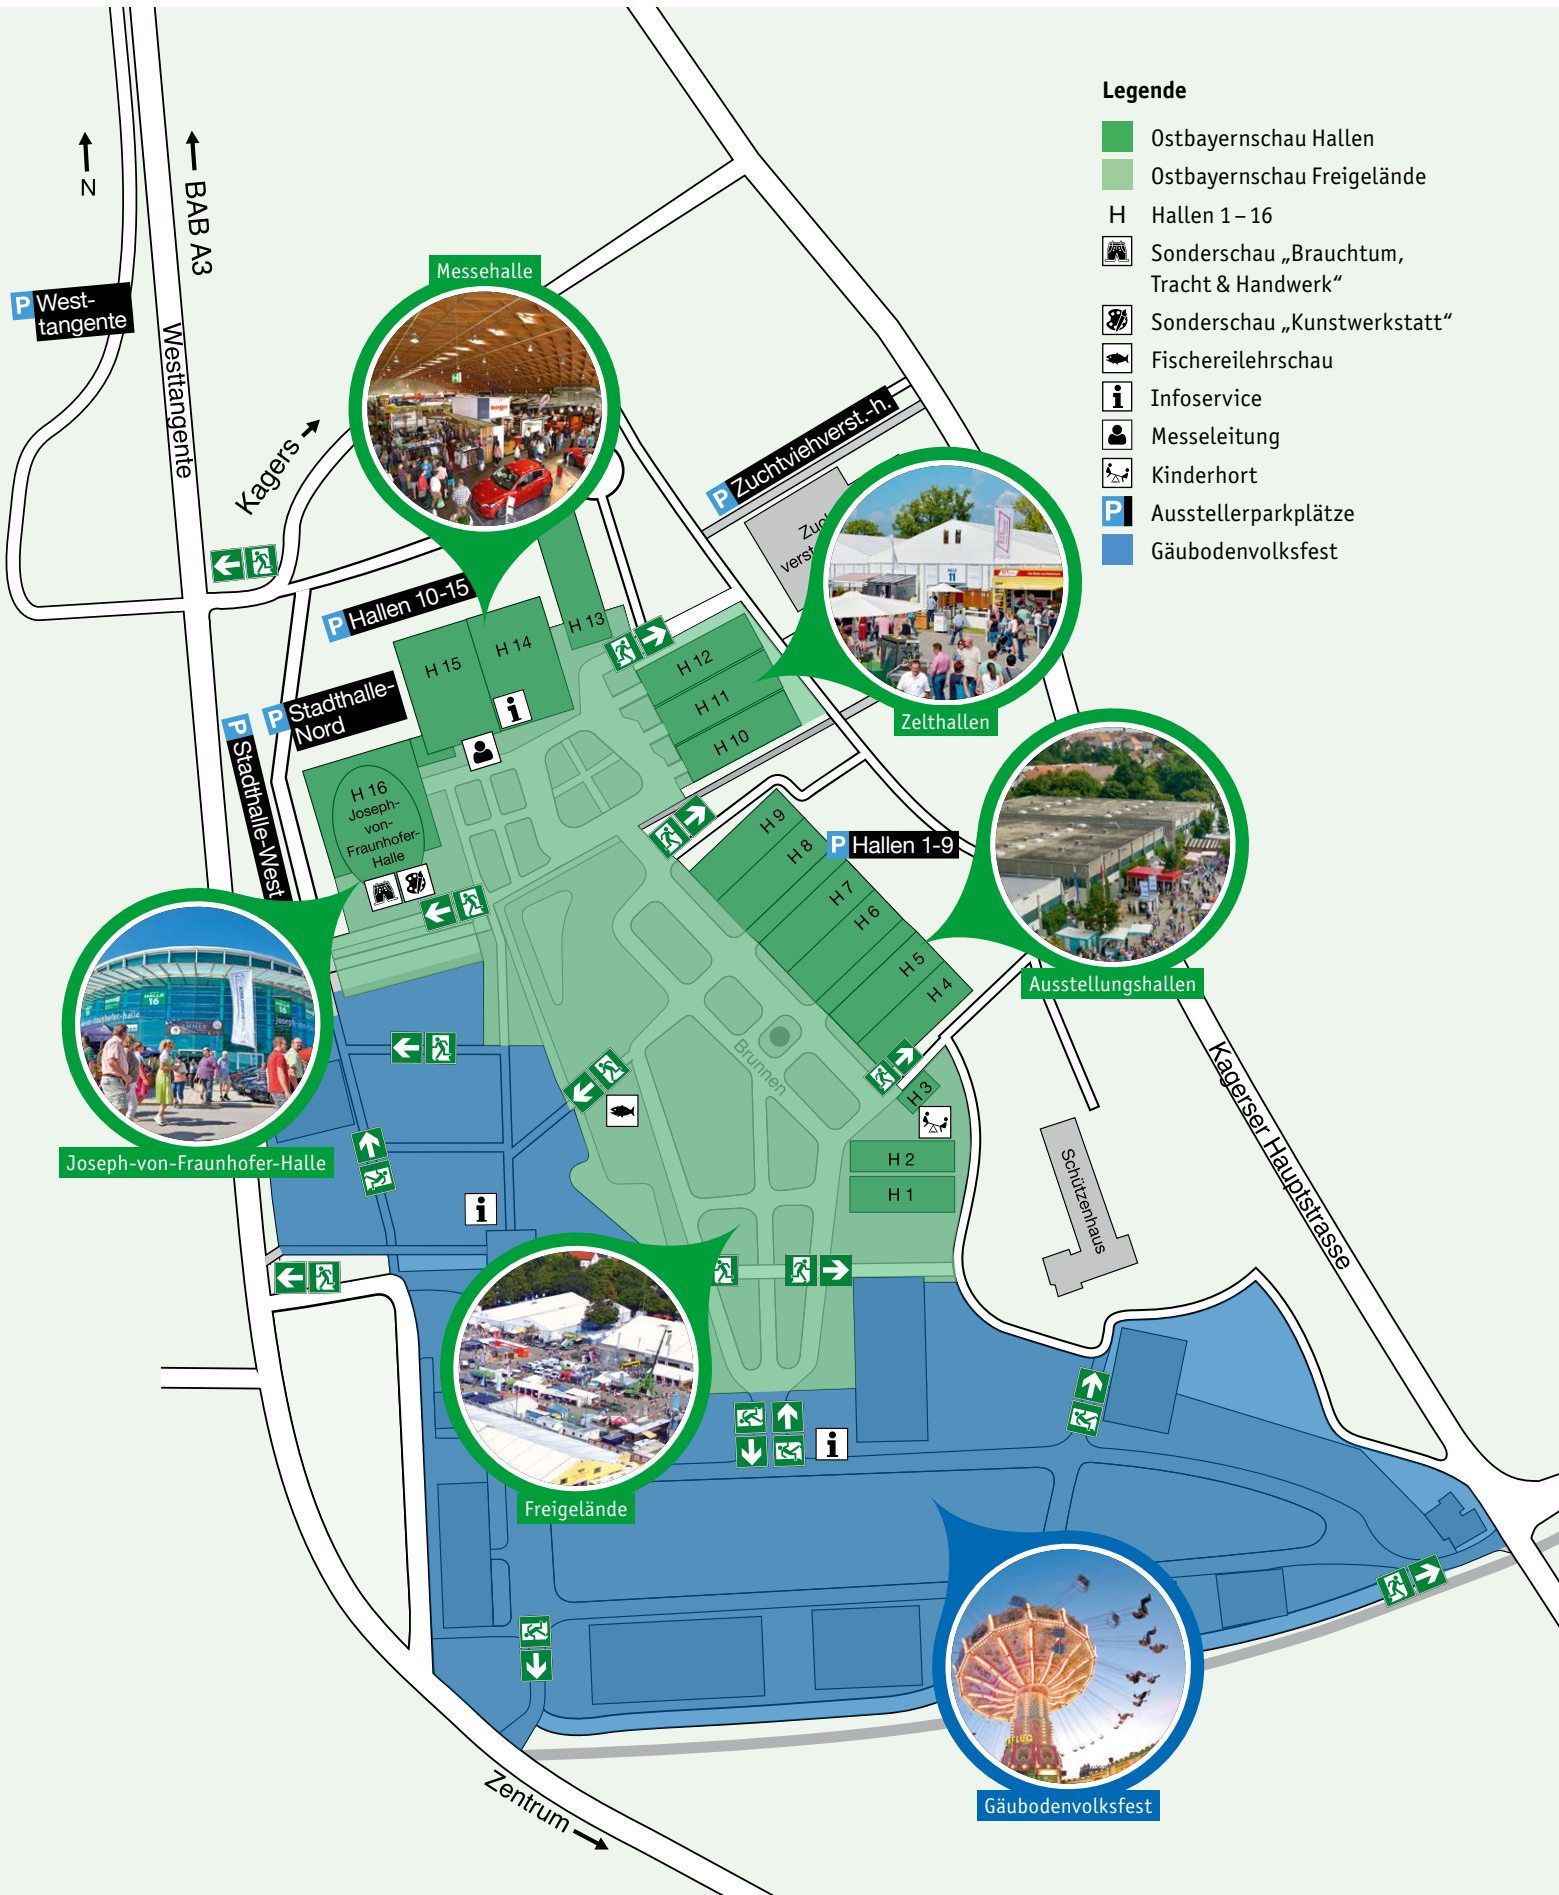 Legende
Ostbayernschau Hallen
Ostbayernschau Freigelände
H Hallen 1 – 16
Sonderschau „Brauchtum,
Tracht & Handwerk“
Sonderschau „Kunstwerkstatt“
Fischereilehrschau
i Infoservice
Messeleitung
Kinderhort
P Ausstellerparkplätze
Gäubodenvolksfest
N
BAB A3
P West-
tangente
Westtangente
Kagers
Messehalle
P Zuchtviehverst.-h.
P Hallen 10-15
P Stadthalle-
Nord
P Stadthalle-West
H 13
H 14
H 15
i
H 12
H 11
H 10
11
Zelthallen
H 16
Joseph-
von-
Fraunhofer-
Halle
H 9
H 8
H 7
H 6
H 5
H 4
P Hallen 1-9
Ausstellungshallen
HALLE
16
Joseph-von-Fraunhofer-Halle
Brunnen
H 3
H 2
H 1
Schützenhaus
Kagerser Hauptstrasse
i
Freigelände
i
Gäubodenvolksfest
Zentrum